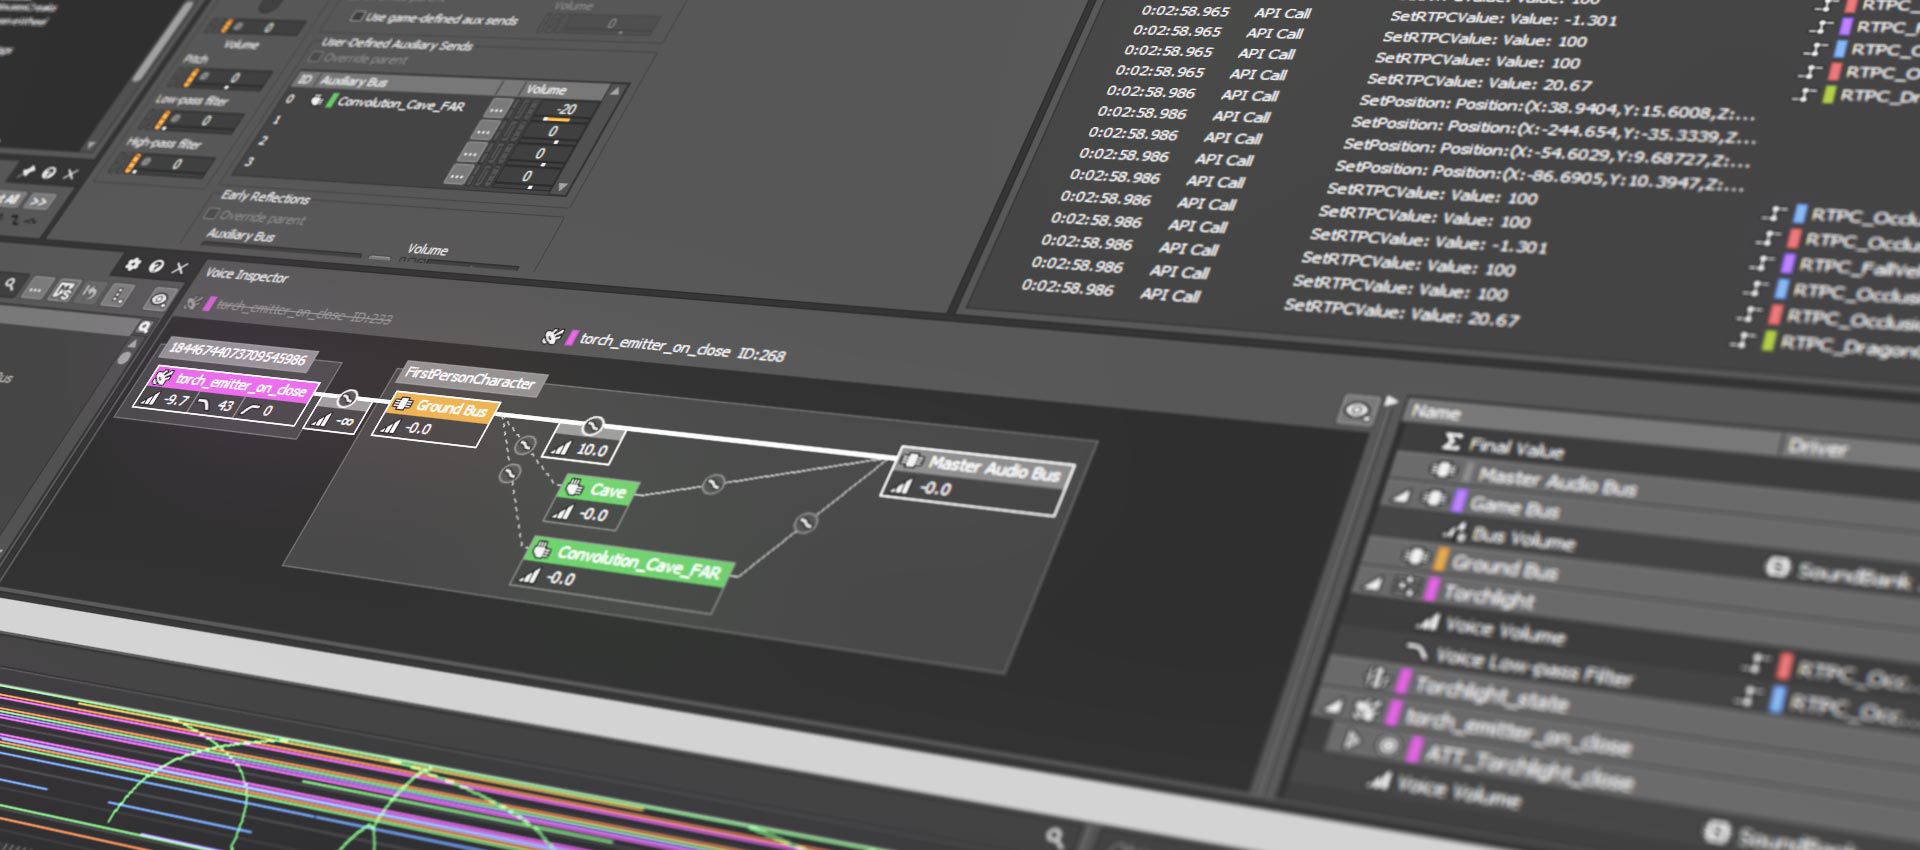 Use game-defined aux sends
Volume
0
0
Volume
User-Defined Auxiliary Sends
Override parent
Pitch
0
ID Auxiliary Bus
Volume
0 Convolution_Cave_FAR ... -20
Low-pass filter
0
1 ... 0
2 ... 0
3 ... 0
High-pass filter
0
Early Reflections
Override parent
Auxiliary Bus
Volume
0:02:58.965 API Call
0:02:58.965 API Call SetRTPCValue: Value: -1.301
0:02:58.965 API Call SetRTPCValue: Value: 100
0:02:58.965 API Call SetRTPCValue: Value: 100
0:02:58.986 API Call SetRTPCValue: Value: 20.67
0:02:58.986 API Call SetPosition: Position:(X:38.9404,Y:15.6008,Z:...
0:02:58.986 API Call SetPosition: Position:(X:-244.654,Y:-35.3339,Z:...
0:02:58.986 API Call SetPosition: Position:(X:-54.6029,Y:9.68727,Z:...
0:02:58.986 API Call SetPosition: Position:(X:-86.6905,Y:10.3947,Z:...
0:02:58.986 API Call SetRTPCValue: Value: 100
0:02:58.986 API Call SetRTPCValue: Value: 100
0:02:58.986 API Call SetRTPCValue: Value: -1.301
0:02:58.986 API Call SetRTPCValue: Value: 100
0:02:58.986 API Call SetRTPCValue: Value: 100
SetRTPCValue: Value: 20.67
RTPC_Occlu
RTPC_Occlus
RTPC_FallVel
RTPC_Occlus
RTPC_Occlusi
RTPC_Dragon
Voice Inspector
torch_emitter_on_close ID:233
torch_emitter_on_close ID:268
18446744073709545986
torch_emitter_on_close
-9.7 43 0
-∞
FirstPersonCharacter
Ground Bus
-0.0
10.0
Cave
-0.0
Convolution_Cave_FAR
-0.0
Master Audio Bus
-0.0
Name Driver
Final Value
Master Audio Bus
Game Bus
Bus Volume
Ground Bus SoundBank
Torchlight
Voice Volume
Voice Low-pass Filter RTPC_Occ...
Torchlight_state RTPC_Occ...
torch_emitter_on_close
ATT_Torchlight_close
Voice Volume
SoundBank